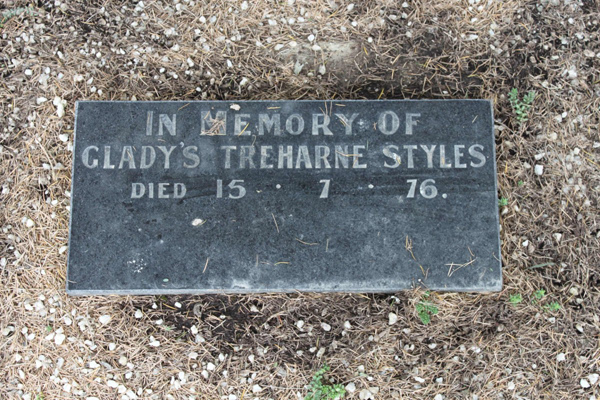 IN MEMORY OF
GLADY'S TREHARNE STYLES
DIED 15 · 7 · 76.